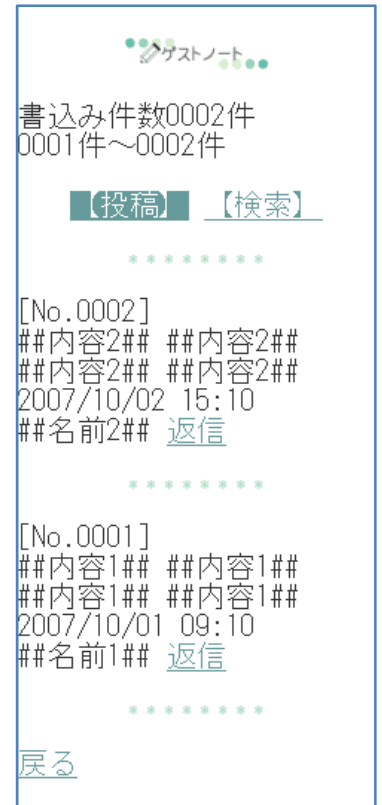 ゲストノート
書込み件数0002件
0001件～0002件
【投稿】 【検索】
********
[No.0002]
##内容2## ##内容2##
##内容2## ##内容2##
2007/10/02 15:10
##名前2## 返信
********
[No.0001]
##内容1## ##内容1##
##内容1## ##内容1##
2007/10/01 09:10
##名前1## 返信
********
戻る